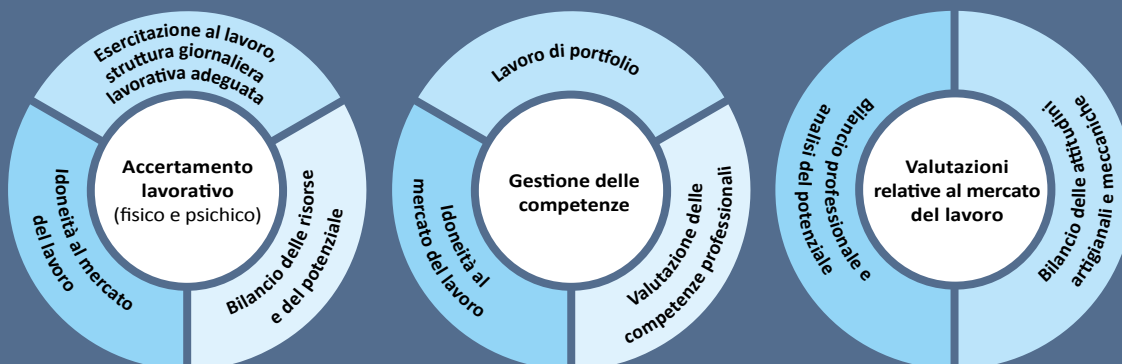 Esercitazione al lavoro,
struttura giornaliera
lavorativa adeguata
Accertamento
lavorativo
(fisico e psichico)
Idoneità al mercato
del lavoro
Bilancio delle risorse
e del potenziale
Lavoro di portfolio
Gestione delle
competenze
Idoneità al
mercato del lavoro
Valutazione delle
competenze professionali
Bilancio professionale e
analisi del potenziale
Valutazioni
relative al mercato
del lavoro
Bilancio delle attitudini
artigianali e meccaniche